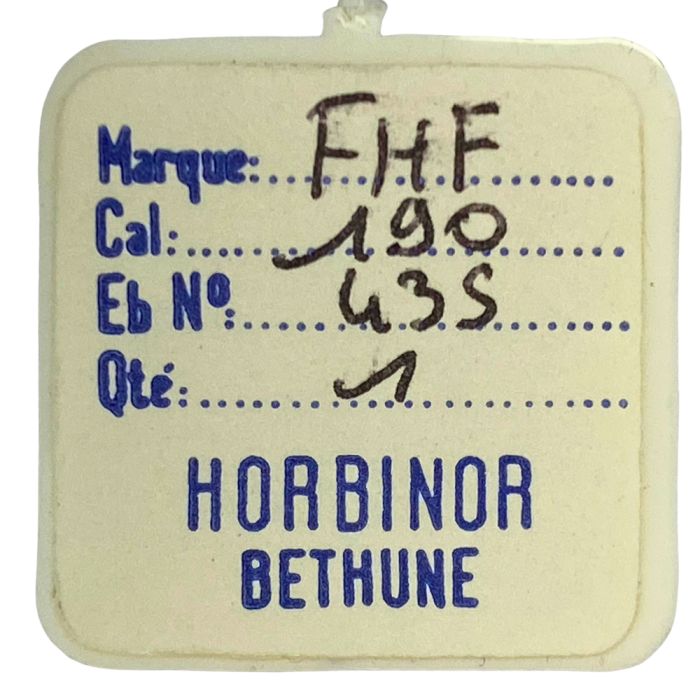 Marque: FHF
Cal: 190
Eb Nº: 435
Qté: 1
HORBINOR
BETHUNE